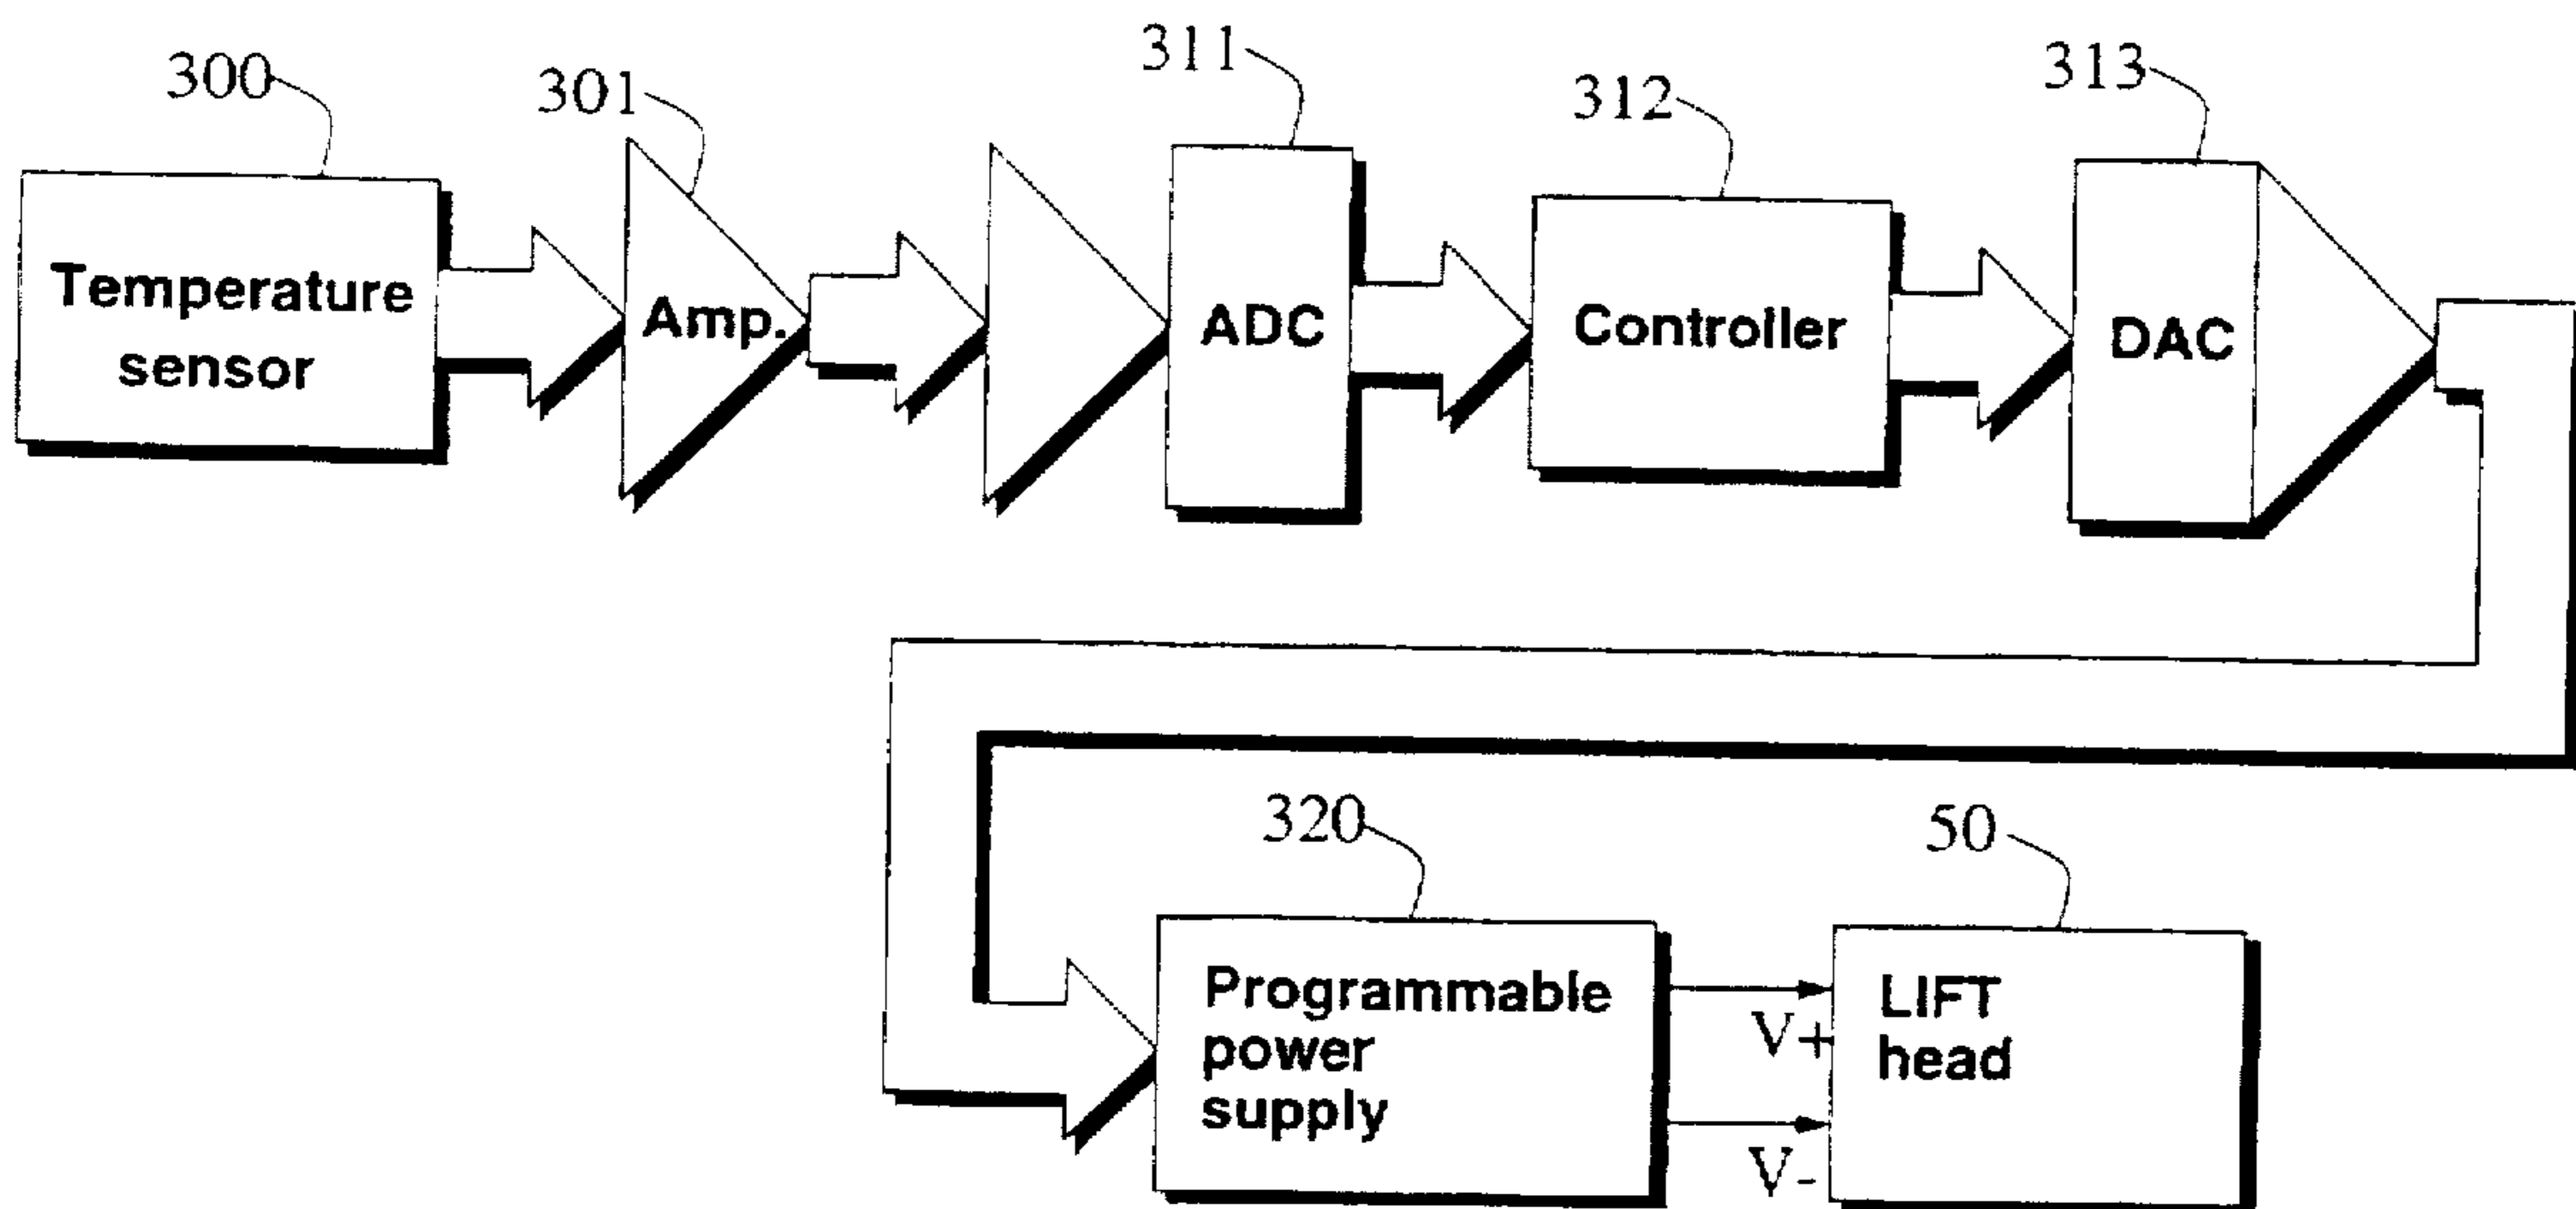 300
301
311
312
313
Temperature
sensor
Amp.
ADC
Controller
DAC
320
50
Programmable
power
supply
V+
V-
LIFT
head